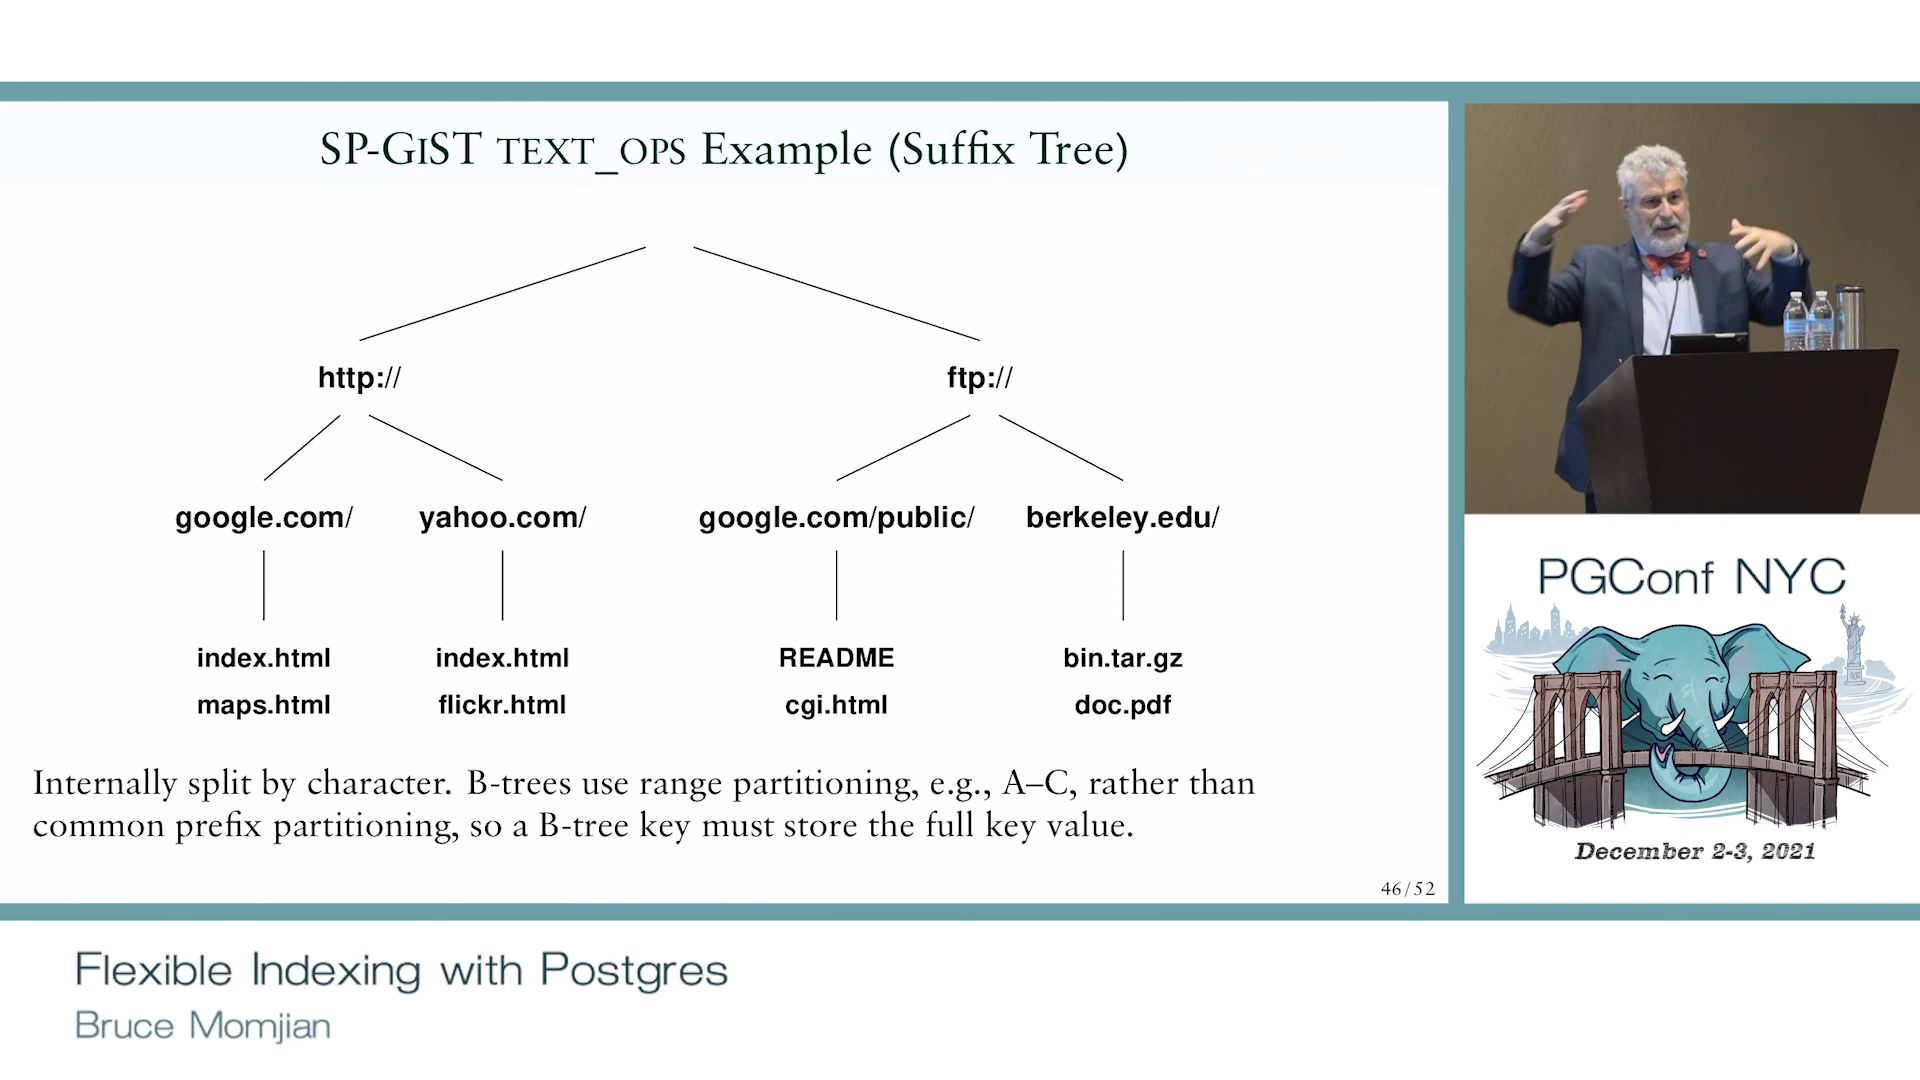 SP-GiST TEXT_OPS Example (Suffix Tree)
http://
ftp://
google.com/
yahoo.com/
google.com/public/
berkeley.edu/
index.html
index.html
README
bin.tar.gz
maps.html
flickr.html
cgi.html
doc.pdf
Internally split by character. B-trees use range partitioning, e.g., A–C, rather than
common prefix partitioning, so a B-tree key must store the full key value.
46/52
PGConf NYC
December 2-3, 2021
Flexible Indexing with Postgres
Bruce Momjian